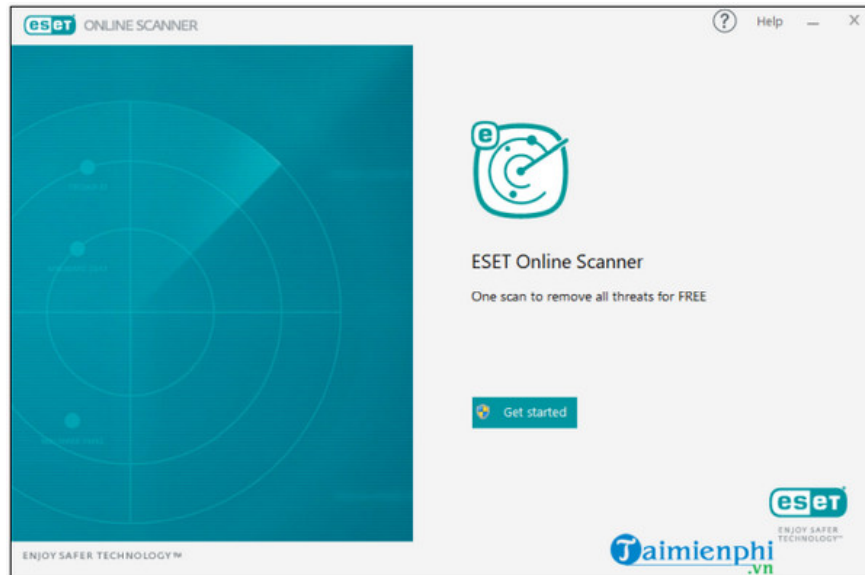 eset ONLINE SCANNER
? Help
e
ESET Online Scanner
One scan to remove all threats for FREE
Get started
eset
ENJOY SAFER
TECHNOLOGY™
ENJOY SAFER TECHNOLOGY™
Taimienphi
.vn